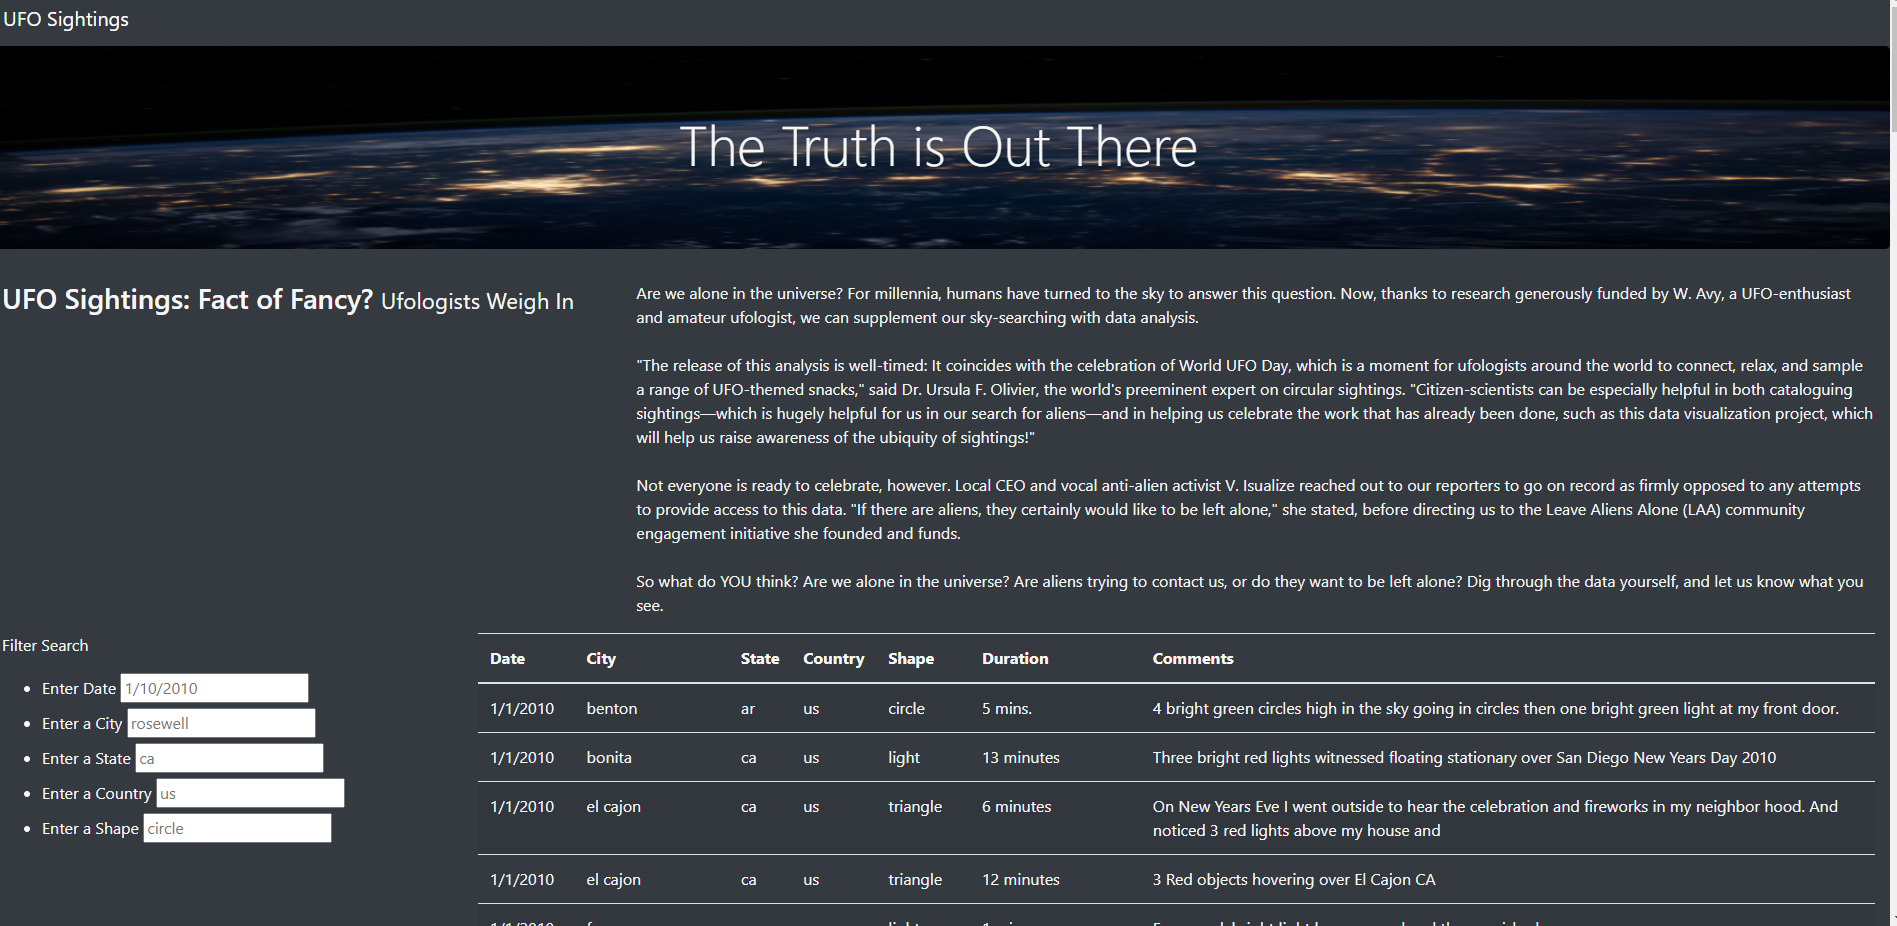 UFO Sightings
The Truth is Out There
UFO Sightings: Fact of Fancy? Ufologists Weigh In
Are we alone in the universe? For millennia, humans have turned to the sky to answer this question. Now, thanks to research generously funded by W. Avy, a UFO-enthusiast
and amateur ufologist, we can supplement our sky-searching with data analysis.
"The release of this analysis is well-timed: It coincides with the celebration of World UFO Day, which is a moment for ufologists around the world to connect, relax, and sample
a range of UFO-themed snacks," said Dr. Ursula F. Olivier, the world's preeminent expert on circular sightings. "Citizen-scientists can be especially helpful in both cataloguing
sightings—which is hugely helpful for us in our search for aliens—and in helping us celebrate the work that has already been done, such as this data visualization project, which
will help us raise awareness of the ubiquity of sightings!"
Not everyone is ready to celebrate, however. Local CEO and vocal anti-alien activist V. Isualize reached out to our reporters to go on record as firmly opposed to any attempts
to provide access to this data. "If there are aliens, they certainly would like to be left alone," she stated, before directing us to the Leave Aliens Alone (LAA) community
engagement initiative she founded and funds.
So what do YOU think? Are we alone in the universe? Are aliens trying to contact us, or do they want to be left alone? Dig through the data yourself, and let us know what you
see.
Filter Search
Enter Date 1/10/2010
Enter a City rosewell
Enter a State ca
Enter a Country us
Enter a Shape circle
Date City State Country Shape Duration Comments
1/1/2010 benton ar us circle 5 mins. 4 bright green circles high in the sky going in circles then one bright green light at my front door.
1/1/2010 bonita ca us light 13 minutes Three bright red lights witnessed floating stationary over San Diego New Years Day 2010
1/1/2010 el cajon ca us triangle 6 minutes On New Years Eve I went outside to hear the celebration and fireworks in my neighbor hood. And
noticed 3 red lights above my house and
1/1/2010 el cajon ca us triangle 12 minutes 3 Red objects hovering over El Cajon CA